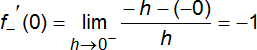 f₋′(0) = lim_{h→0⁻} (−h − (−0))/h = −1